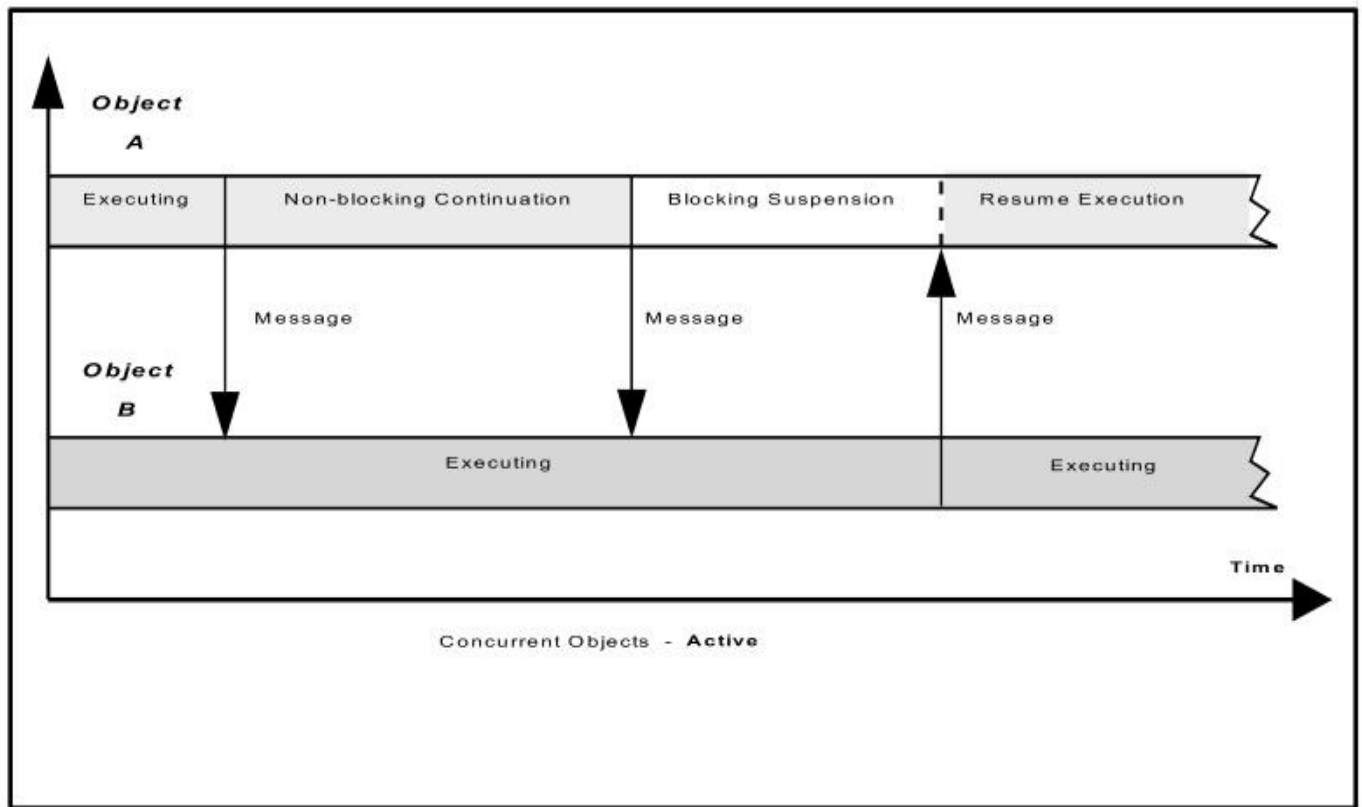 Object
A
Executing
Non-blocking Continuation
Blocking Suspension
Resume Execution
Message
Message
Message
Object
B
Executing
Executing
Time
Concurrent Objects - Active